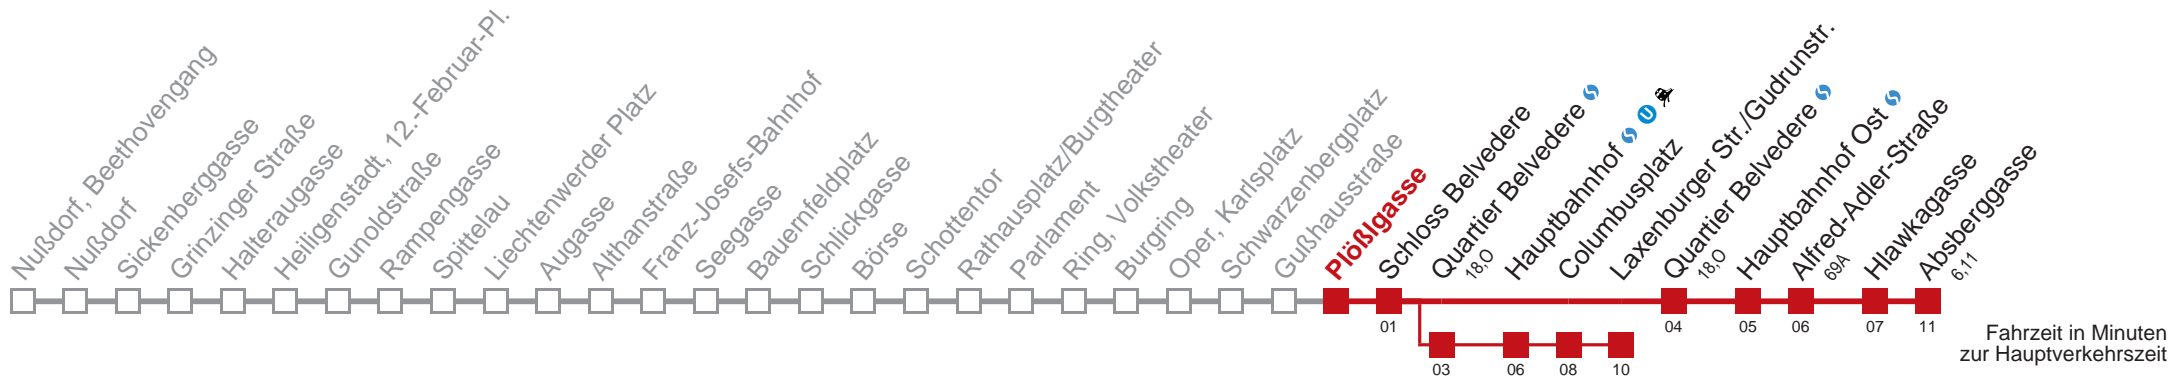 Nußdorf, Beethovengang
Nußdorf
Sickenberggasse
Grinzinger Straße
Halteraugasse
Heiligenstadt, 12.-Februar-Pl.
Gunoldstraße
Rampengasse
Spittelau
Liechtenwerder Platz
Augasse
Althanstraße
Franz-Josefs-Bahnhof
Seegasse
Bauernfeldplatz
Schlickgasse
Börse
Schottentor
Rathausplatz/Burgtheater
Parlament
Ring, Volkstheater
Burgring
Oper, Karlsplatz
Schwarzenbergplatz
Gußhausstraße
Plößlgasse
Schloss Belvedere
Quartier Belvedere S
18,O
Hauptbahnhof S U
Columbusplatz
Laxenburger Str./Gudrunstr.
Quartier Belvedere S
18,O
Hauptbahnhof Ost S
Alfred-Adler-Straße
69A
Hlawkagasse
Absberggasse
6,11
01
04
05
06
07
11
03
06
08
10
Fahrzeit in Minuten
zur Hauptverkehrszeit